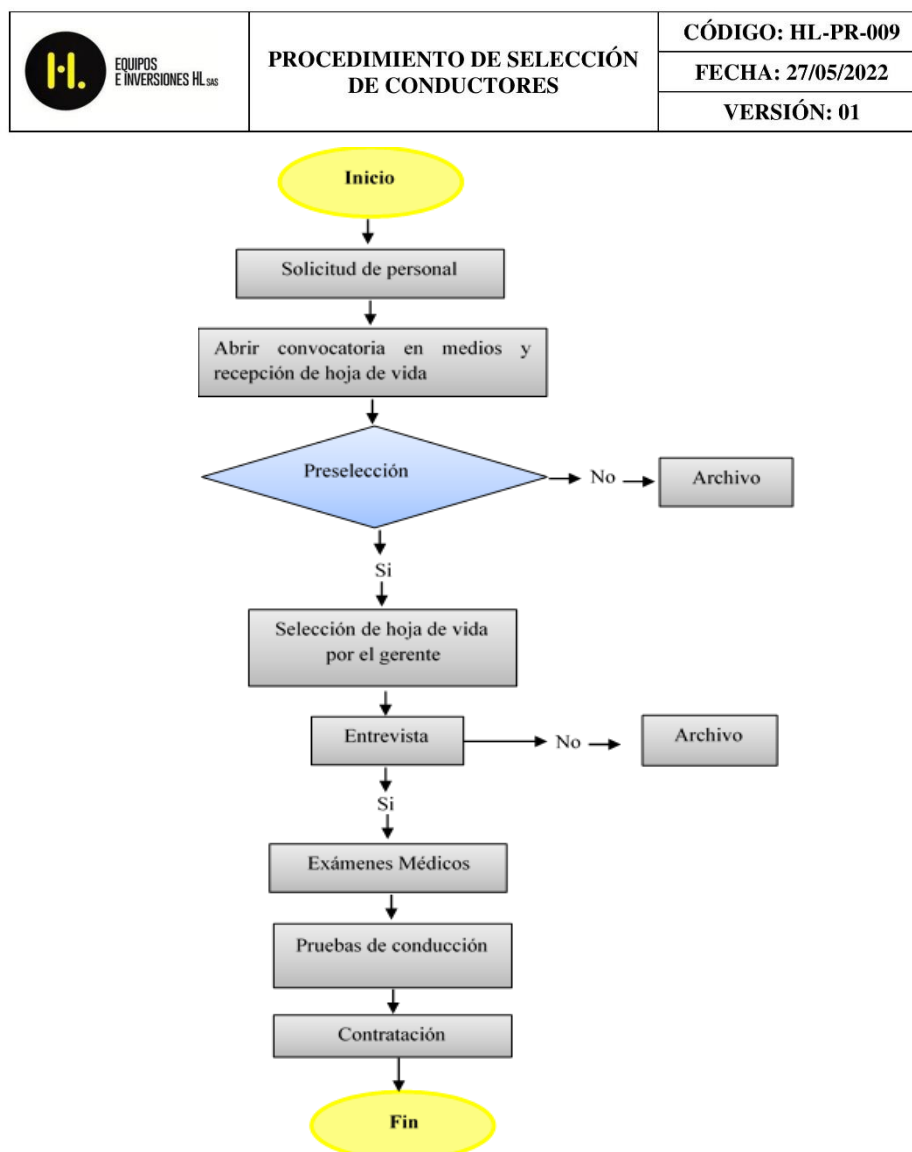 H.
EQUIPOS
E INVERSIONES HL SAS
PROCEDIMIENTO DE SELECCIÓN
DE CONDUCTORES
CÓDIGO: HL-PR-009
FECHA: 27/05/2022
VERSIÓN: 01
Inicio
Solicitud de personal
Abrir convocatoria en medios y
recepción de hoja de vida
Preselección
No
Archivo
Si
Selección de hoja de vida
por el gerente
Entrevista
No
Archivo
Si
Exámenes Médicos
Pruebas de conducción
Contratación
Fin